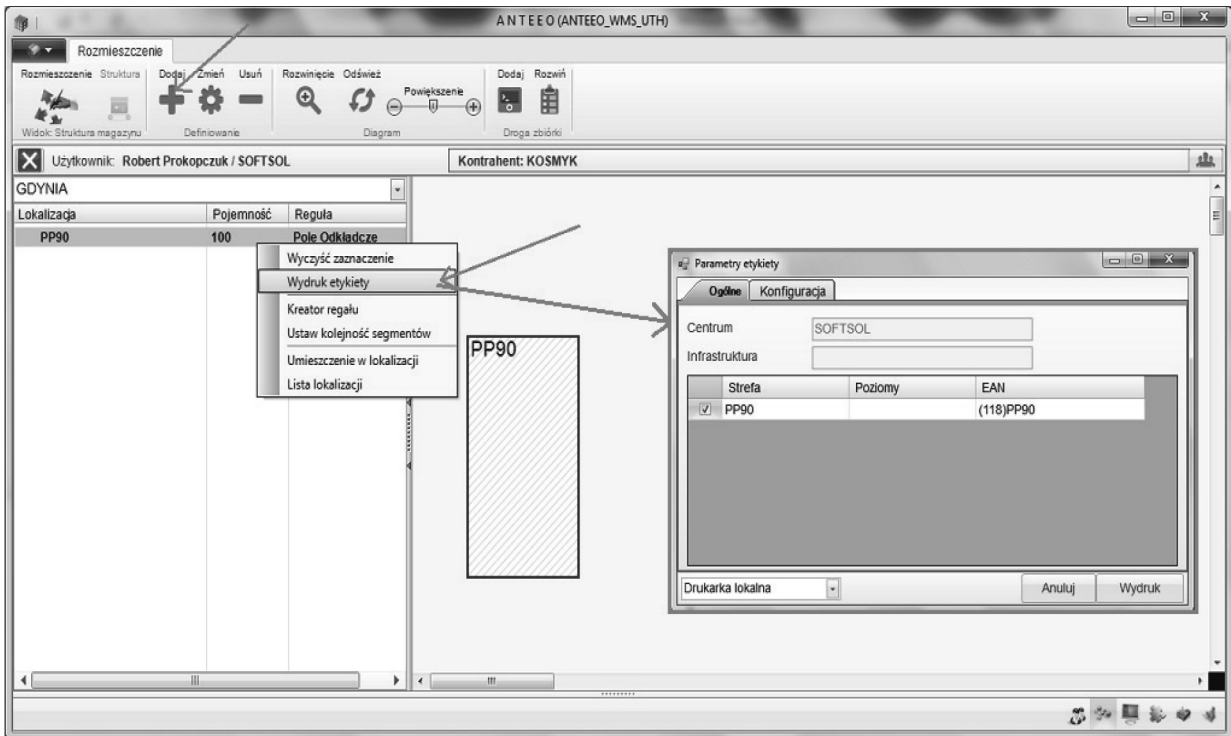 ANTEEO (ANTEEO_WMS_UTH)
Rozmieszczenie
Rozmieszczenie Struktura Dodaj Zmień Usuń Rozwinięcie Odśwież Powiększenie Dodaj Rozwiń
Widok: Struktura magazynu Definiowanie Diagram Droga zbiórki
Użytkownik: Robert Prokopczuk / SOFTSOL Kontrahent: KOSMYK
GDYNIA
Lokalizacja Pojemność Reguła
PP90 100 Pole Odkładcze
Wyczyść zaznaczenie
Wydruk etykiety
Kreator regału
Ustaw kolejność segmentów
Umieszczenie w lokalizacji
Lista lokalizacji
PP90
Parametry etykiety
Ogólne Konfiguracja
Centrum SOFTSOL
Infrastruktura
Strefa Poziomy EAN
PP90 (118)PP90
Drukarka lokalna Anuluj Wydruk